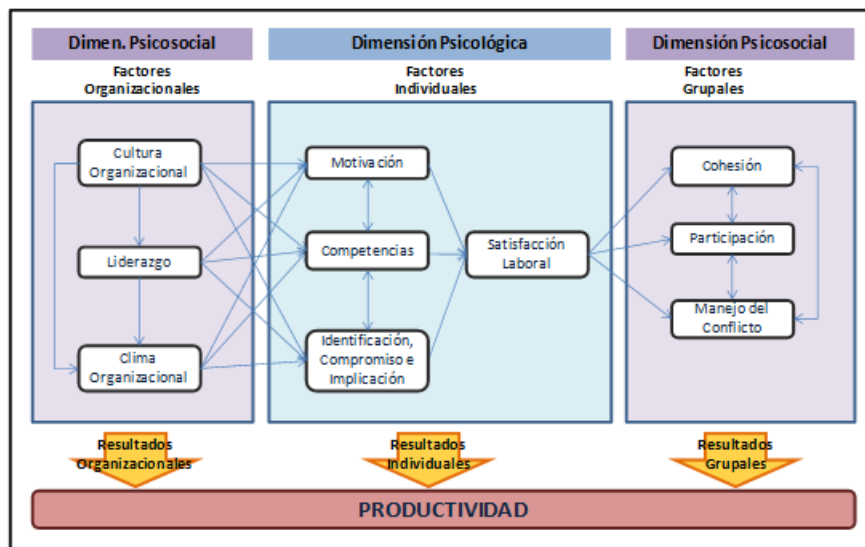 Dimen. Psicosocial
Dimensión Psicológica
Dimensión Psicosocial
Factores
Organizacionales
Factores
Individuales
Factores
Grupales
Cultura
Organizacional
Liderazgo
Clima
Organizacional
Motivación
Competencias
Identificación,
Compromiso e
Implicación
Satisfacción
Laboral
Cohesión
Participación
Manejo del
Conflicto
Resultados
Organizacionales
Resultados
Individuales
Resultados
Grupales
PRODUCTIVIDAD